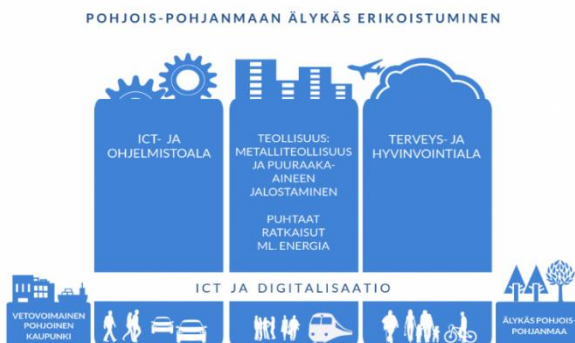 POHJOIS-POHJANMAAN ÄLYKÄS ERIKOISTUMINEN
ICT- JA
OHJELMISTOALA
TEOLLISUUS:
METALLITEOLLISUUS
JA PUURAAKA-
AINEEN
JALOSTAMINEN
PUHTAAT
RATKAISUT
ML. ENERGIA
TERVEYS- JA
HYVINVOINTIALA
ICT JA DIGITALISAATIO
VETOVOIMAINEN
POHJOINEN
KAUPUNKI
ÄLYKÄS POHJOIS-
POHJANMAA